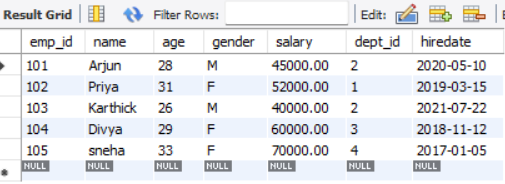 Result Grid Filter Rows: Edit:
emp_id name age gender salary dept_id hiredate
101 Arjun 28 M 45000.00 2 2020-05-10
102 Priya 31 F 52000.00 1 2019-03-15
103 Karthick 26 M 40000.00 2 2021-07-22
104 Divya 29 F 60000.00 3 2018-11-12
105 sneha 33 F 70000.00 4 2017-01-05
NULL NULL NULL NULL NULL NULL NULL